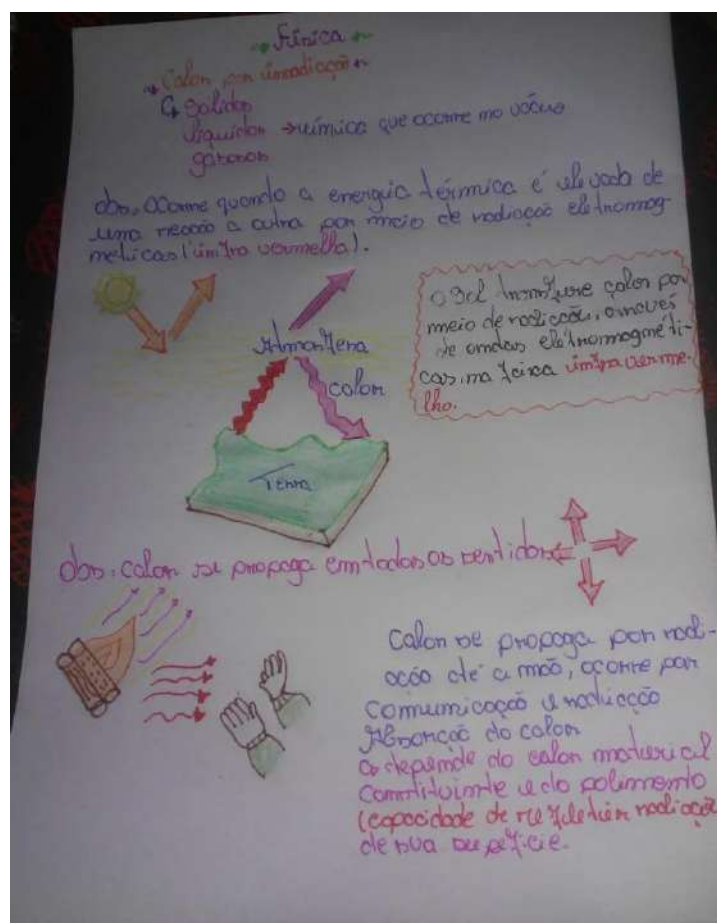 Física
Calor por irradiação
Sólidos
líquidos → única que ocorre no vácuo
gasosos
obs. Ocorre quando a energia térmica é elevada de
uma região a outra por meio de radiação eletromag-
neticas (infra vermelha).
O Sol transfere calor por
meio de radiação, através
de ondas eletromagnéti-
cas, na faixa infraverme-
lho.
Atmosfera
calor
Terra
Obs: calor se propaga em todos os sentidos
Calor se propaga por radi-
ação até a mão, ocorre por
comunicação e radiação
Absorção do calor
depende do calor material
constituinte e do polimento
(capacidade de refletir radiação
de sua superfície.